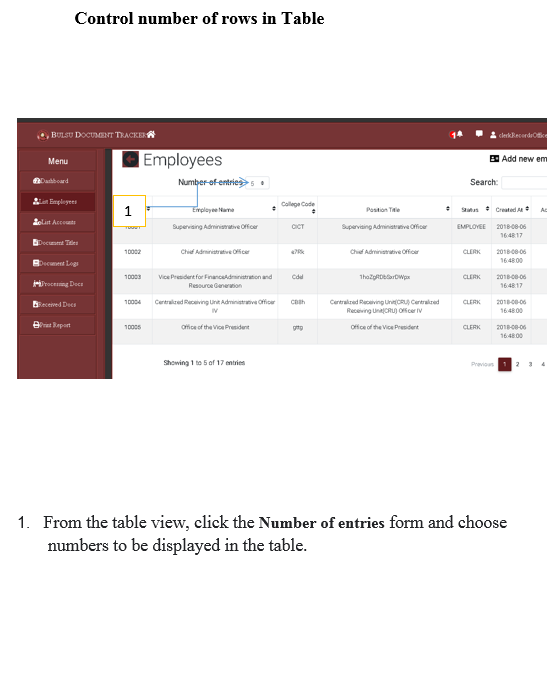 Control number of rows in Table
BULSU DOCUMENT TRACKER
1
clerkRecordsOffice
Menu
Dashboard
List Employees
List Accounts
Document Titles
Document Logs
Processing Docs
Received Docs
Print Report
Employees
Add new em
Number of entries 5
Search:
1
Employee Name
College Code
Position Title
Status
Created At
Ac
Supervising Administrative Officer
OICT
Supervising Administrative Officer
EMPLOYEE
2018-08-06
16:48:17
10002
Chief Administrative Officer
a7Rk
Chief Administrative Officer
CLERK
2018-08-06
16:48:00
10003
Vice President for FinanceAdministration and
Resource Generation
Cdel
CLERK
2018-08-06
16:48:17
10004
Centralized Receiving Unit Administrative Officer
IV
CBBh
Centralized Receiving Unit(CRU) Centralized
Receiving Unit(CRU) Officer IV
CLERK
2018-08-06
16:48:00
10005
Office of the Vice President
gttg
Office of the Vice President
CLERK
2018-08-06
16:48:00
Showing 1 to 5 of 17 entries
Previous 1 2 3 4
1. From the table view, click the Number of entries form and choose
numbers to be displayed in the table.